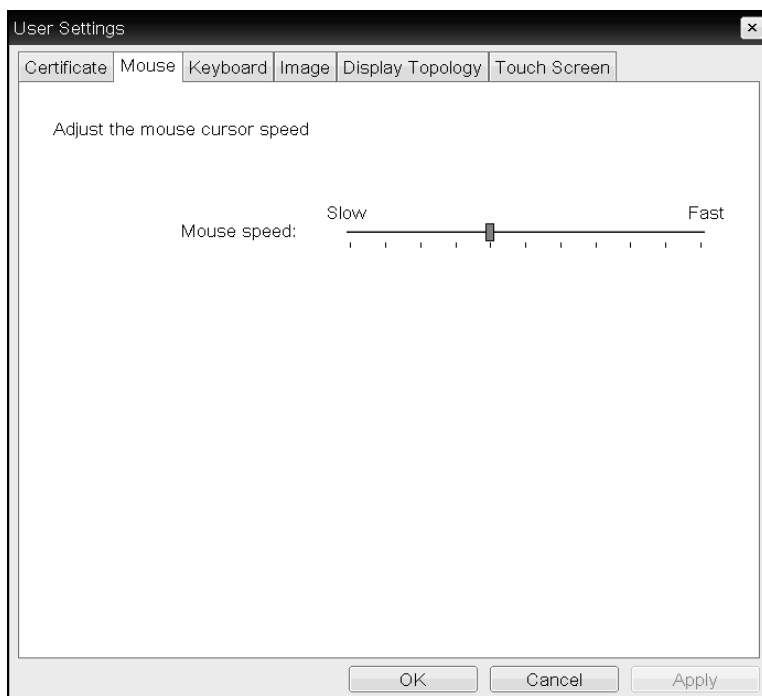 User Settings
Certificate Mouse Keyboard Image Display Topology Touch Screen
Adjust the mouse cursor speed
Slow Fast
Mouse speed:
OK Cancel Apply